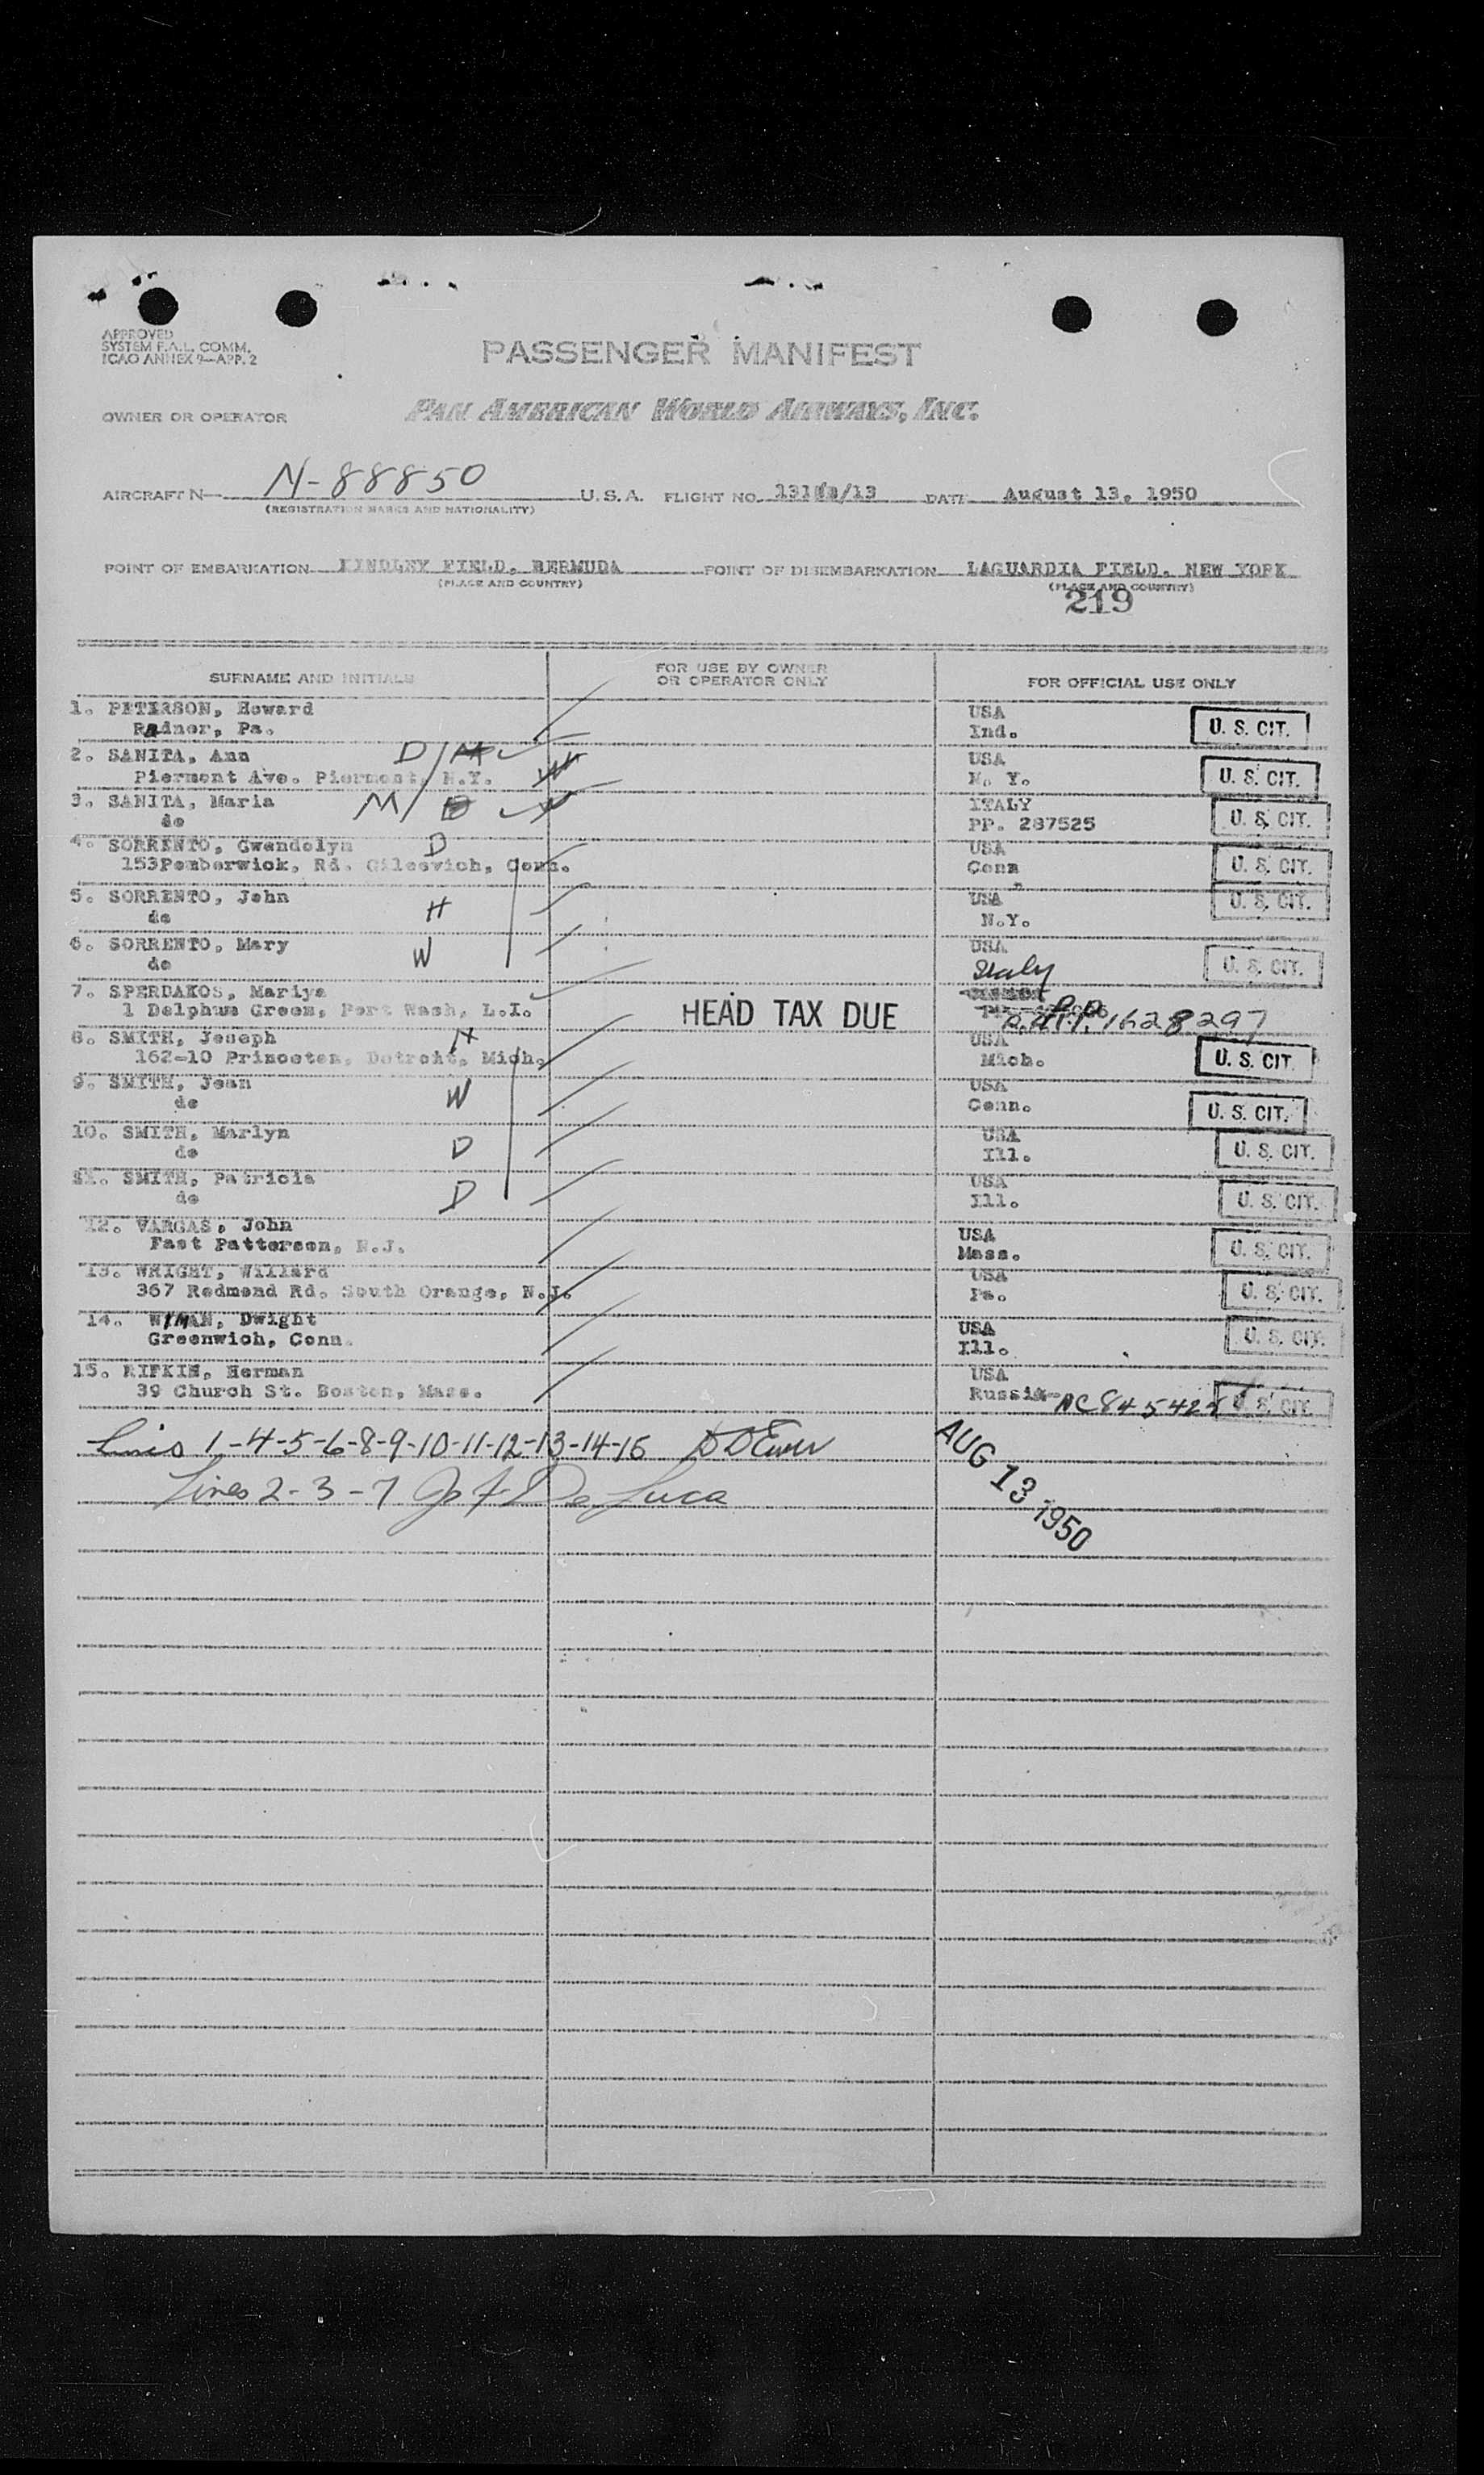 APPROVED
SYSTEM F.A.L. COMM.
ICAO ANNEX 9—APP. 2
PASSENGER MANIFEST
OWNER OR OPERATOR PAN AMERICAN WORLD AIRWAYS, INC.
AIRCRAFT N— N-88850 U. S. A. FLIGHT NO. /13 DATE August 13, 1950
(REGISTRATION MARKS AND NATIONALITY)
POINT OF EMBARKATION KINDLEY FIELD, BERMUDA POINT OF DISEMBARKATION LAGUARDIA FIELD, NEW YORK
(PLACE AND COUNTRY) (PLACE AND COUNTRY)
219
SURNAME AND INITIALS FOR USE BY OWNER OR OPERATOR ONLY FOR OFFICIAL USE ONLY
1. PETERSON, Howard USA
Radnor, Pa. Ind. U. S. CIT.
2. SANITA, Ann D USA
Piermont Ave. Piermont, N.Y. N. Y. U. S. CIT.
3. SANITA, Maria M ITALY
do PP. 287525 U. S. CIT.
4. SORRENTO, Gwendolyn D USA
153Pemberwick, Rd. Conn. Conn U. S. CIT.
5. SORRENTO, John H USA U. S. CIT.
do N.Y.
6. SORRENTO, Mary W USA
do Italy U. S. CIT.
7. SPERDAKOS, Mariya
1 Delphus Green, Port Wash, L.I. HEAD TAX DUE 1628297
8. SMITH, Joseph H USA
162-10 Princeton, Detroit, Mich. Mich. U. S. CIT.
9. SMITH, Jean W USA
do Conn. U. S. CIT.
10. SMITH, Marlyn D USA
do Ill. U. S. CIT.
11. SMITH, Patricia D USA
do Ill. U. S. CIT.
12. VARGAS, John USA
East Patterson, N.J. Mass. U. S. CIT.
13. WRIGHT, Willard USA
367 Redmond Rd. South Orange, N.J. Pa. U. S. CIT.
14. WYMAN, Dwight USA
Greenwich, Conn. Ill. U. S. CIT.
15. RIFKIN, Herman USA
39 Church St. Boston, Mass. Russia U. S. CIT.
1-4-5-6-8-9-10-11-12-13-14-15
Lines 2-3-7 De Luca
AUG 13 1950